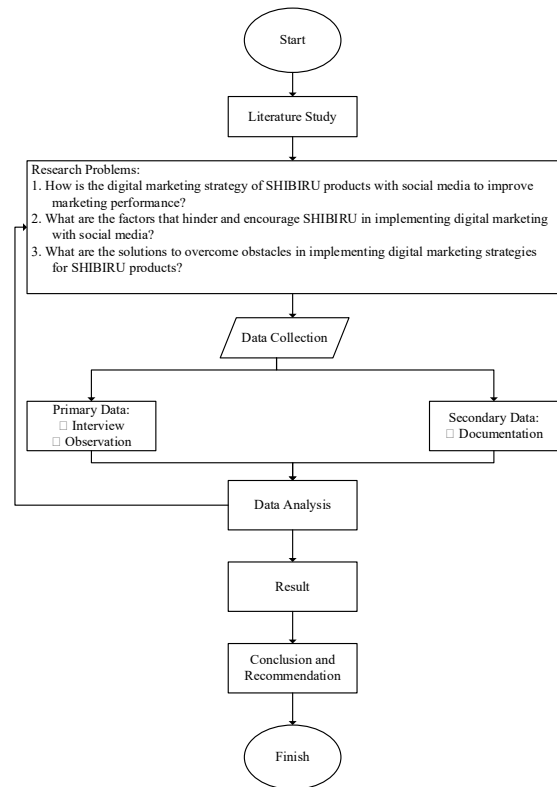 Start
Literature Study
Research Problems:
1. How is the digital marketing strategy of SHIBIRU products with social media to improve
marketing performance?
2. What are the factors that hinder and encourage SHIBIRU in implementing digital marketing
with social media?
3. What are the solutions to overcome obstacles in implementing digital marketing strategies
for SHIBIRU products?
Data Collection
Primary Data:
Interview
Observation
Secondary Data:
Documentation
Data Analysis
Result
Conclusion and
Recommendation
Finish